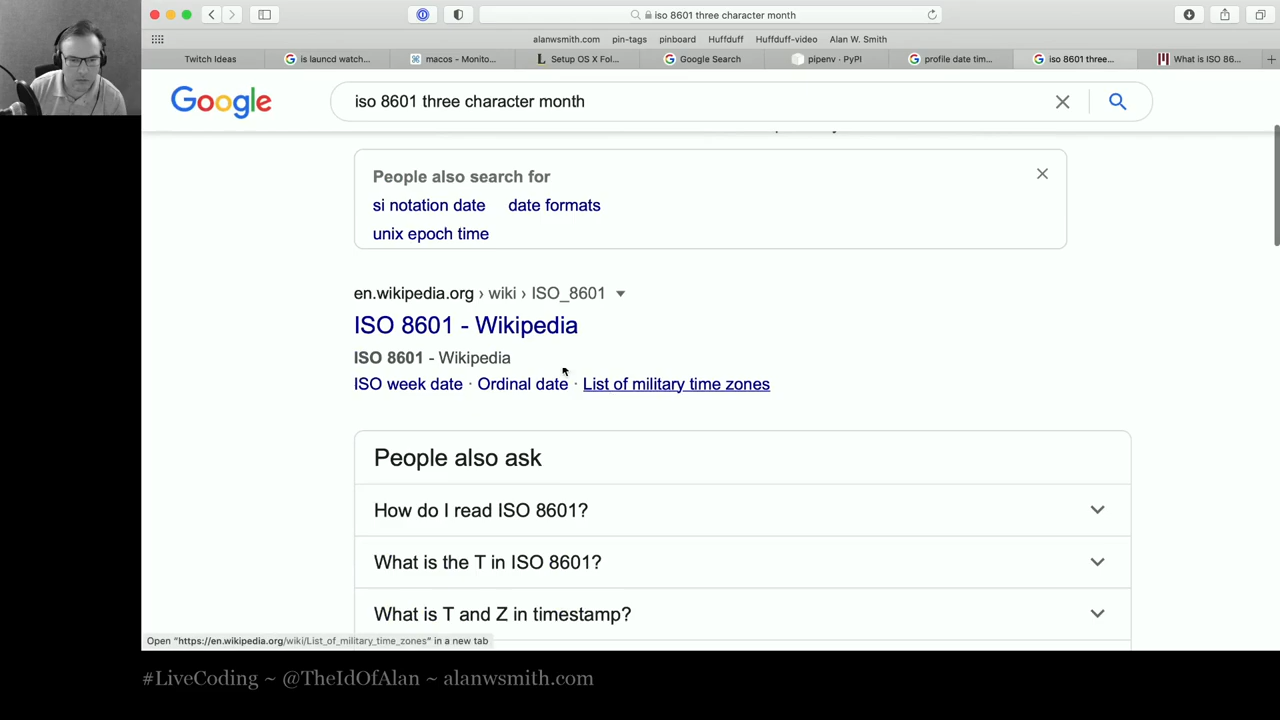 iso 8601 three character month
alanwsmith.com pin-tags pinboard Huffduff Huffduff-video Alan W. Smith
Twitch Ideas is launcd watch... macos - Monito... Setup OS X Fol... Google Search pipenv · PyPI profile date tim... iso 8601 three... What is ISO 86...
Google iso 8601 three character month
People also search for
si notation date date formats
unix epoch time
en.wikipedia.org › wiki › ISO_8601
ISO 8601 - Wikipedia
ISO 8601 - Wikipedia
ISO week date · Ordinal date · List of military time zones
People also ask
How do I read ISO 8601?
What is the T in ISO 8601?
What is T and Z in timestamp?
Open "https://en.wikipedia.org/wiki/List_of_military_time_zones" in a new tab
#LiveCoding ~ @TheIdOfAlan ~ alanwsmith.com